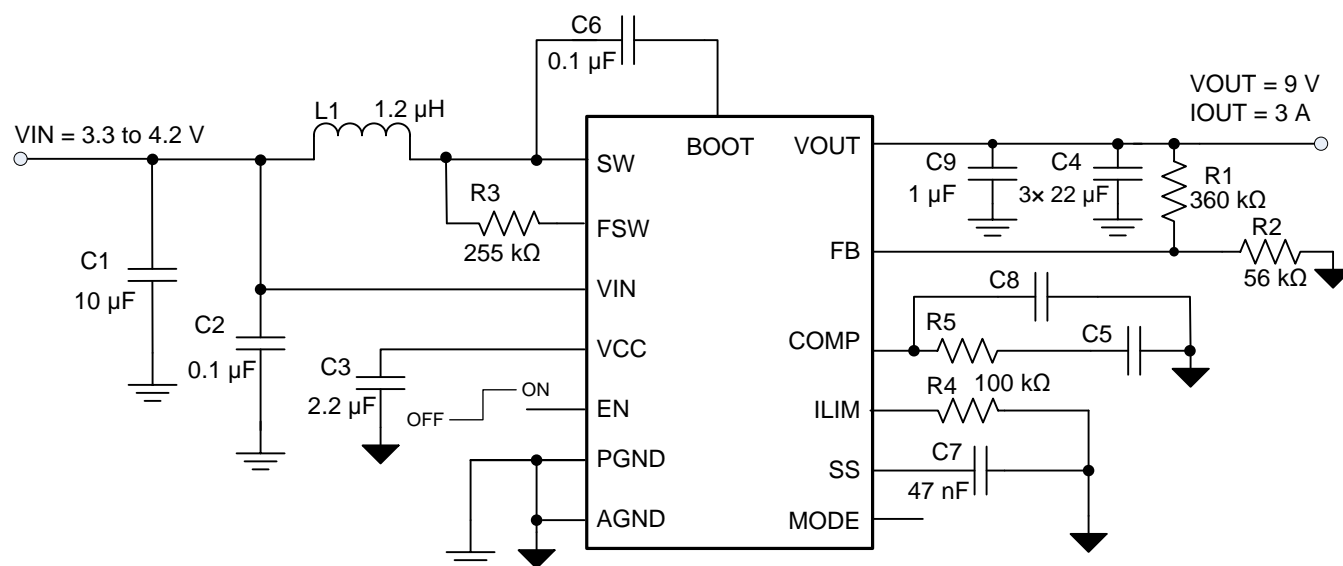 C6
0.1 µF
VOUT = 9 V
IOUT = 3 A
VIN = 3.3 to 4.2 V
L1
1.2 µH
BOOT
VOUT
SW
C9
1 µF
C4
3× 22 µF
R1
360 kΩ
R3
255 kΩ
FSW
FB
R2
56 kΩ
C1
10 µF
VIN
C8
C2
0.1 µF
VCC
COMP
R5
C5
C3
2.2 µF
OFF
ON
EN
ILIM
R4
100 kΩ
PGND
SS
C7
47 nF
AGND
MODE